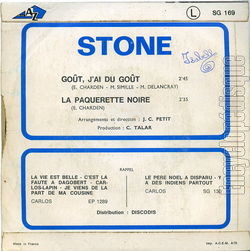 AZ
L
SG 169
STONE
GOÛT, J'AI DU GOÛT 2'45
(E. CHARDEN - M. SIMILLE - M. DELANCRAY)
LA PAQUERETTE NOIRE 2'35
(E. CHARDEN)
Arrangements et direction : J. C. PETIT
Production : C. TALAR
RAPPEL
LA VIE EST BELLE - C'EST LA
FAUTE A DAGOBERT - CAR-
LOS-LAPIN - JE VIENS DE LA
PART DE MA COUSINE
CARLOS EP 1289
LE PERE NOEL A DISPARU - Y
A DES INDIENS PARTOUT
CARLOS SG 136
Distribution : DISCODIS
Made in France